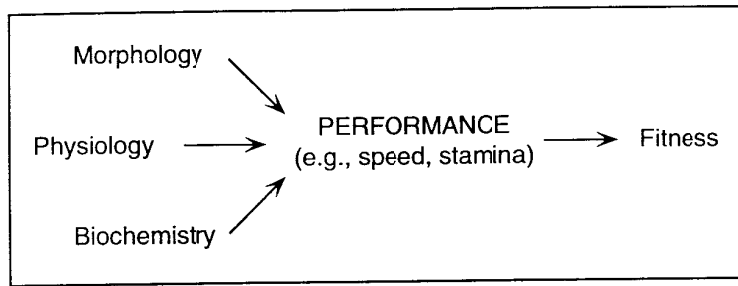 Morphology
PERFORMANCE
(e.g., speed, stamina)
Physiology
Fitness
Biochemistry